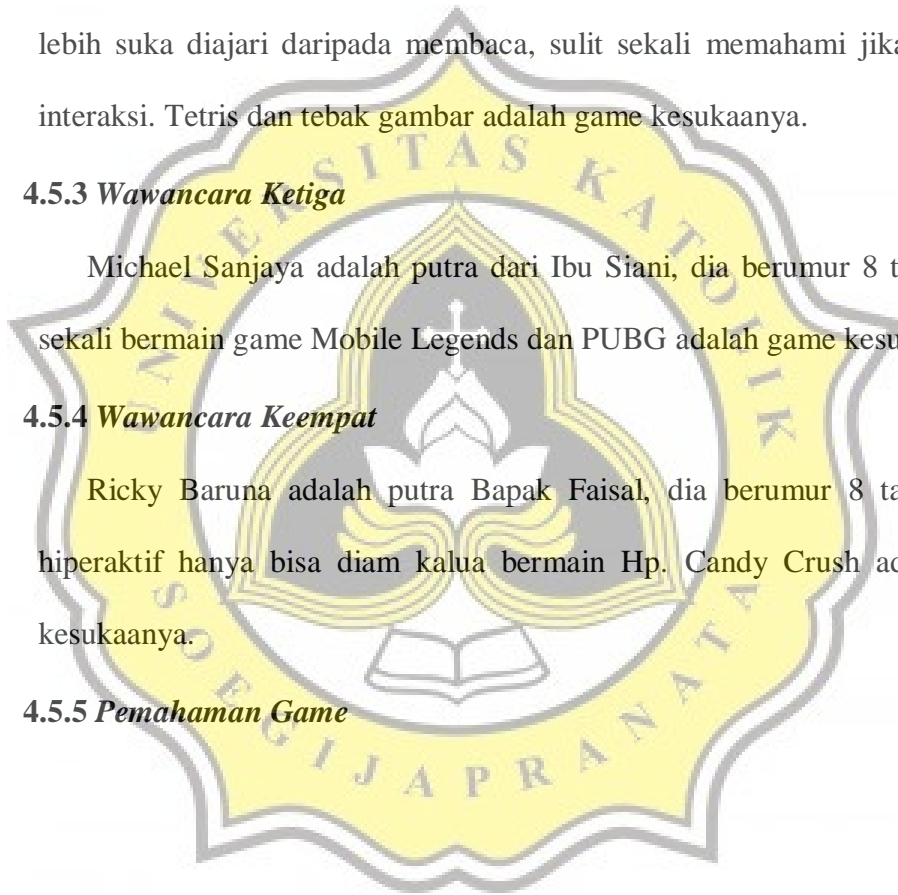 lebih suka diajari daripada membaca, sulit sekali memahami jika
interaksi. Tetris dan tebak gambar adalah game kesukaanya.
4.5.3 Wawancara Ketiga
Michael Sanjaya adalah putra dari Ibu Siani, dia berumur 8 t
sekali bermain game Mobile Legends dan PUBG adalah game kesu
4.5.4 Wawancara Keempat
Ricky Baruna adalah putra Bapak Faisal, dia berumur 8 ta
hiperaktif hanya bisa diam kalua bermain Hp. Candy Crush ad
kesukaanya.
4.5.5 Pemahaman Game
UNIVERSITAS KATOLIK
SOEGIJAPRANATA